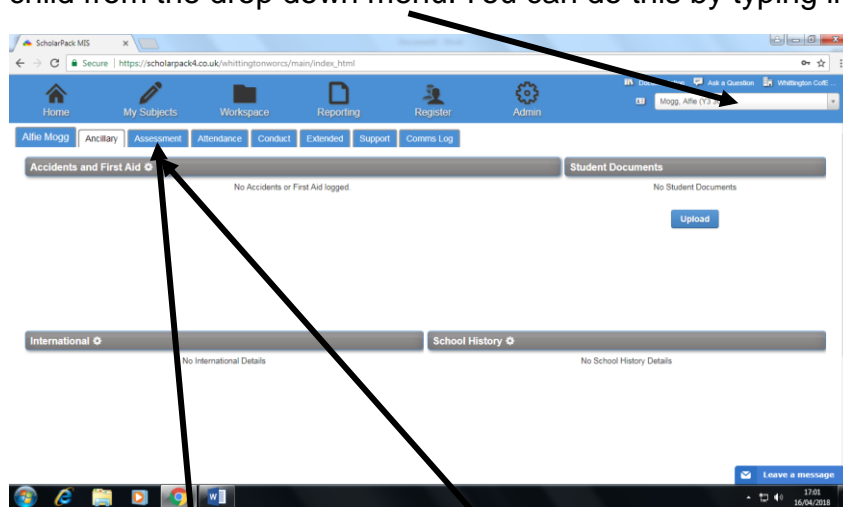 child from the drop down menu. You can do this by typing i
ScholarPack MIS
Secure https://scholarpack4.co.uk/whittingtonworcs/main/index_html
Ask a Question Whittington CofE ...
Home My Subjects Workspace Reporting Register Admin
Mogg, Alfie (Y3
Alfie Mogg Ancillary Assessment Attendance Conduct Extended Support Comms Log
Accidents and First Aid Student Documents
No Accidents or First Aid logged. No Student Documents
Upload
International School History
No International Details No School History Details
Leave a message
17:01
16/04/2018